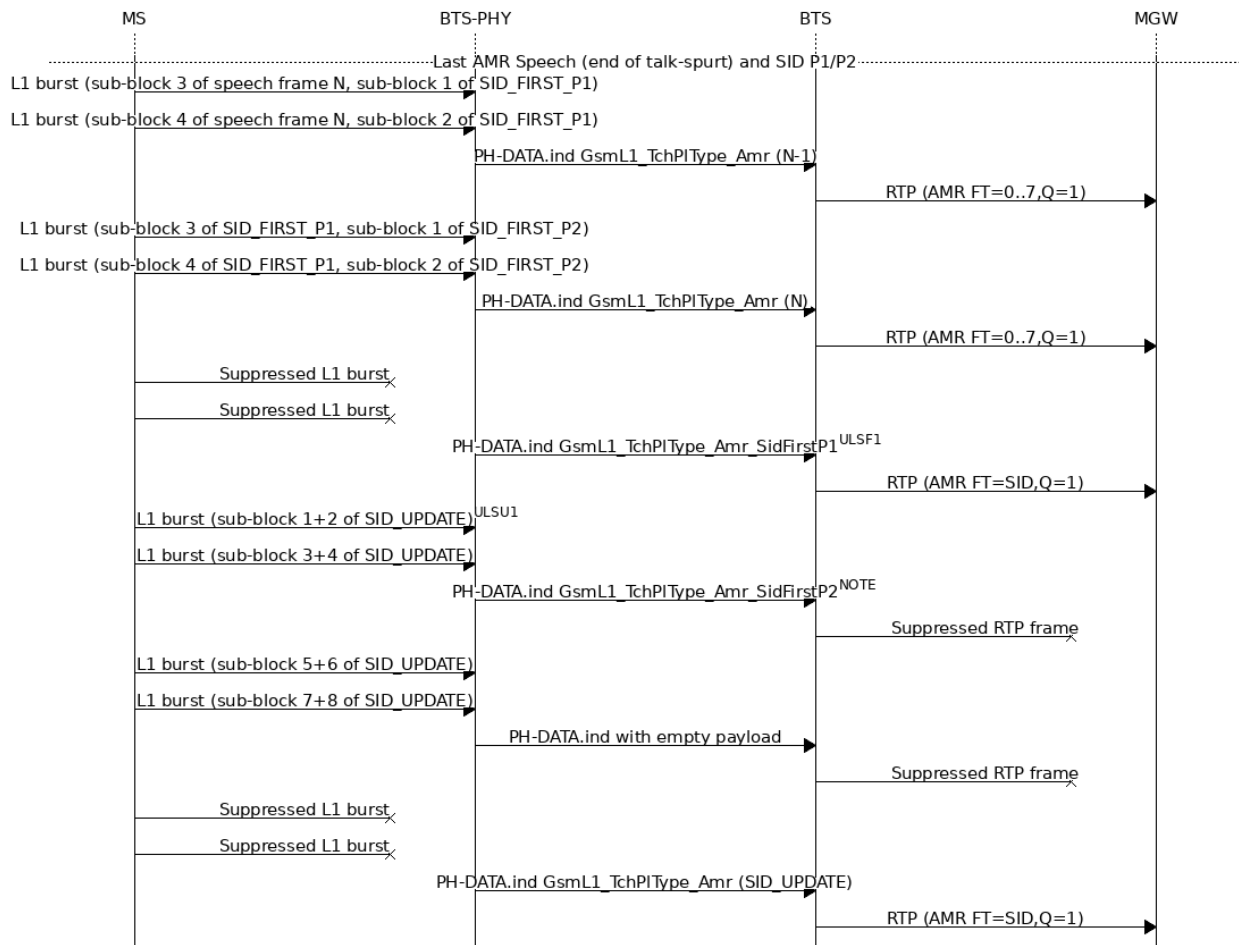 MS BTS-PHY BTS MGW
Last AMR Speech (end of talk-spurt) and SID P1/P2
L1 burst (sub-block 3 of speech frame N, sub-block 1 of SID_FIRST_P1)
L1 burst (sub-block 4 of speech frame N, sub-block 2 of SID_FIRST_P1)
PH-DATA.ind GsmL1_TchPlType_Amr (N-1)
RTP (AMR FT=0..7,Q=1)
L1 burst (sub-block 3 of SID_FIRST_P1, sub-block 1 of SID_FIRST_P2)
L1 burst (sub-block 4 of SID_FIRST_P1, sub-block 2 of SID_FIRST_P2)
PH-DATA.ind GsmL1_TchPlType_Amr (N)
RTP (AMR FT=0..7,Q=1)
Suppressed L1 burst
Suppressed L1 burst
PH-DATA.ind GsmL1_TchPlType_Amr_SidFirstP1 ULSF1
RTP (AMR FT=SID,Q=1)
L1 burst (sub-block 1+2 of SID_UPDATE) ULSU1
L1 burst (sub-block 3+4 of SID_UPDATE)
PH-DATA.ind GsmL1_TchPlType_Amr_SidFirstP2 NOTE
Suppressed RTP frame
L1 burst (sub-block 5+6 of SID_UPDATE)
L1 burst (sub-block 7+8 of SID_UPDATE)
PH-DATA.ind with empty payload
Suppressed RTP frame
Suppressed L1 burst
Suppressed L1 burst
PH-DATA.ind GsmL1_TchPlType_Amr (SID_UPDATE)
RTP (AMR FT=SID,Q=1)